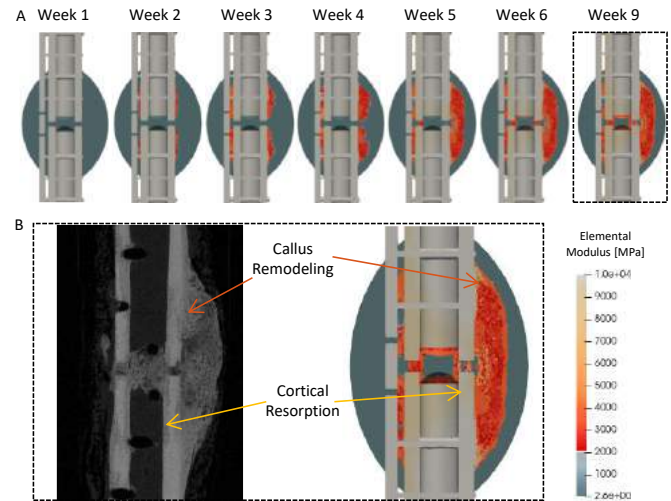 A
Week 1 Week 2 Week 3 Week 4 Week 5 Week 6 Week 9
B
Callus
Remodeling
Cortical
Resorption
Elemental
Modulus [MPa]
1.0e+04
9000
8000
7000
6000
5000
4000
3000
2000
1000
2.6e+00